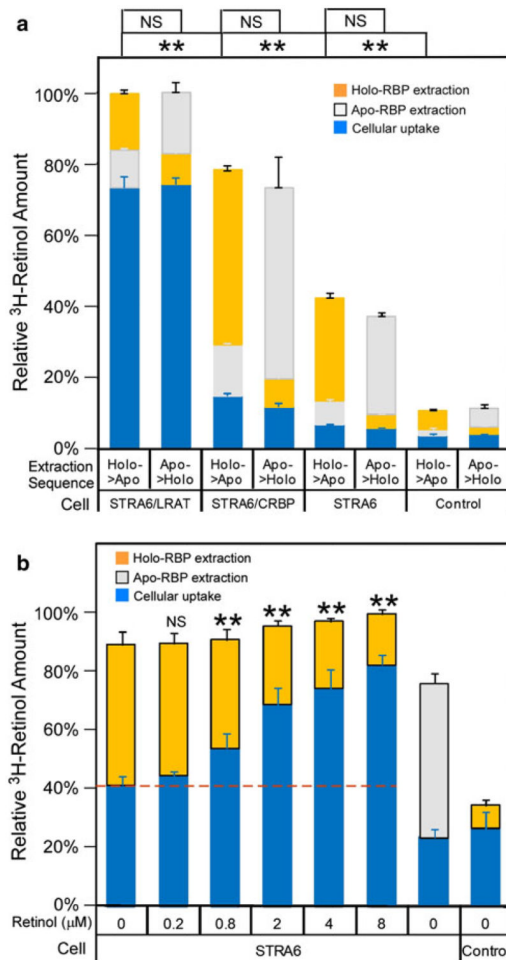 a
NS NS NS
** ** **
Holo-RBP extraction
Apo-RBP extraction
Cellular uptake
Relative ³H-Retinol Amount
100%
80%
60%
40%
20%
0%
Extraction Sequence
Holo->Apo Apo->Holo Holo->Apo Apo->Holo Holo->Apo Apo->Holo Holo->Apo Apo->Holo
Cell STRA6/LRAT STRA6/CRBP STRA6 Control
b
Holo-RBP extraction
Apo-RBP extraction
Cellular uptake
NS ** ** ** **
Relative ³H-Retinol Amount
100%
80%
60%
40%
20%
0%
Retinol (µM) 0 0.2 0.8 2 4 8 0 0
Cell STRA6 Control